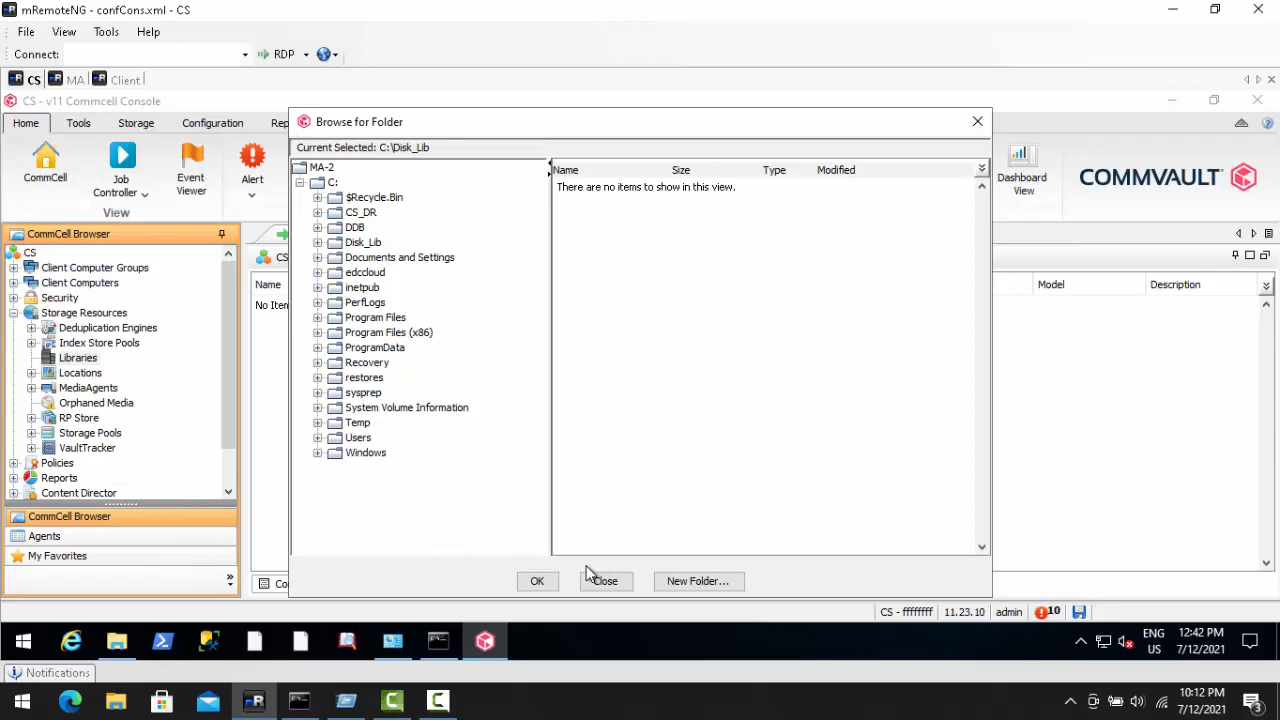 mRemoteNG - confCons.xml - CS
File View Tools Help
Connect: RDP
CS MA Client
CS - v11 Commcell Console
Home Tools Storage Configuration Rep
CommCell
Job Controller
Event Viewer
Alert
View
Dashboard View
COMMVAULT
CommCell Browser
CS
Client Computer Groups
Client Computers
Security
Storage Resources
Deduplication Engines
Index Store Pools
Libraries
Locations
MediaAgents
Orphaned Media
RP Store
Storage Pools
VaultTracker
Policies
Reports
Content Director
CommCell Browser
Agents
My Favorites
CS
Name
No Iten
Co
Model Description
Browse for Folder
Current Selected: C:\Disk_Lib
MA-2
C:
$Recycle.Bin
CS_DR
DDB
Disk_Lib
Documents and Settings
edccloud
inetpub
PerfLogs
Program Files
Program Files (x86)
ProgramData
Recovery
restores
sysprep
System Volume Information
Temp
Users
Windows
Name Size Type Modified
There are no items to show in this view.
OK Close New Folder...
CS - ffffffff 11.23.10 admin 10
ENG US
12:42 PM
7/12/2021
Notifications
10:12 PM
7/12/2021
3